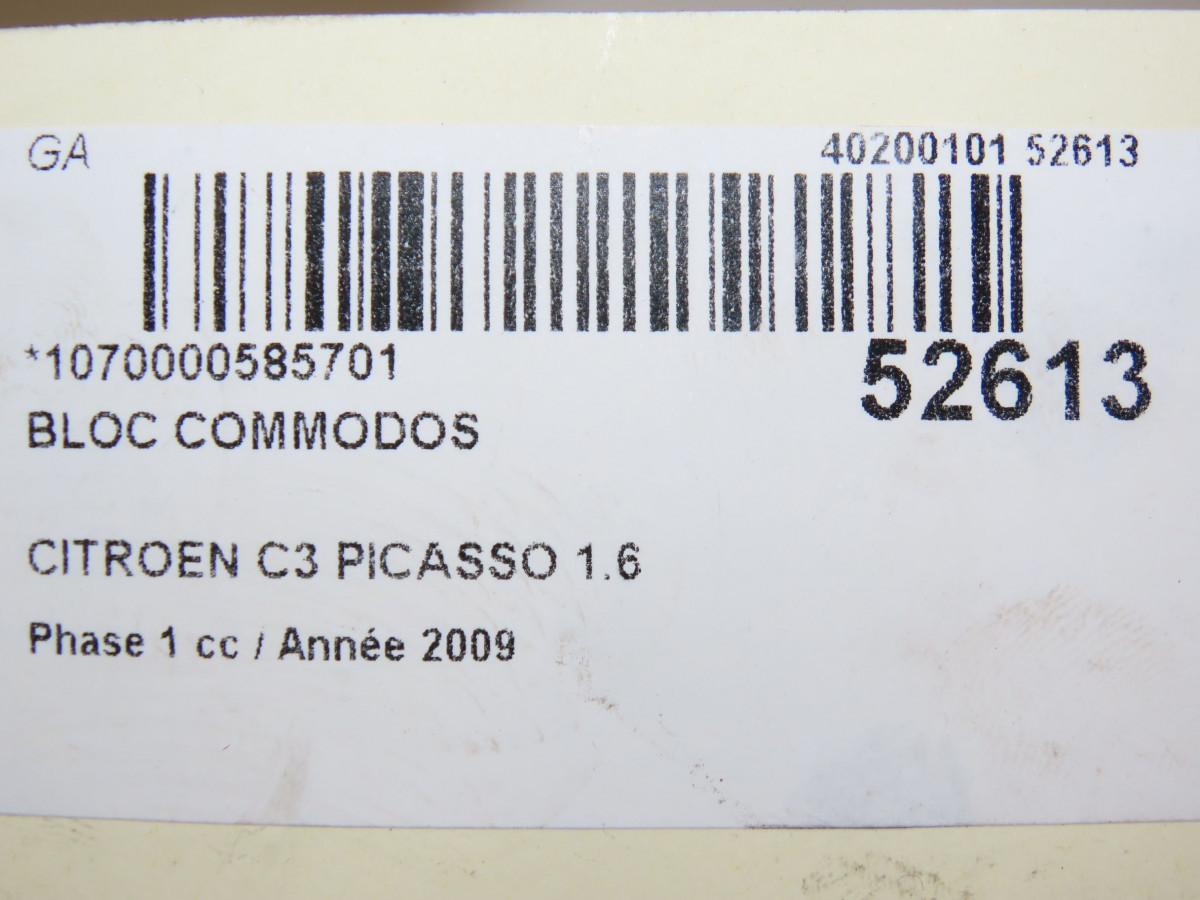 GA
40200101 52613
*1070000585701
52613
BLOC COMMODOS
CITROEN C3 PICASSO 1.6
Phase 1 cc / Année 2009